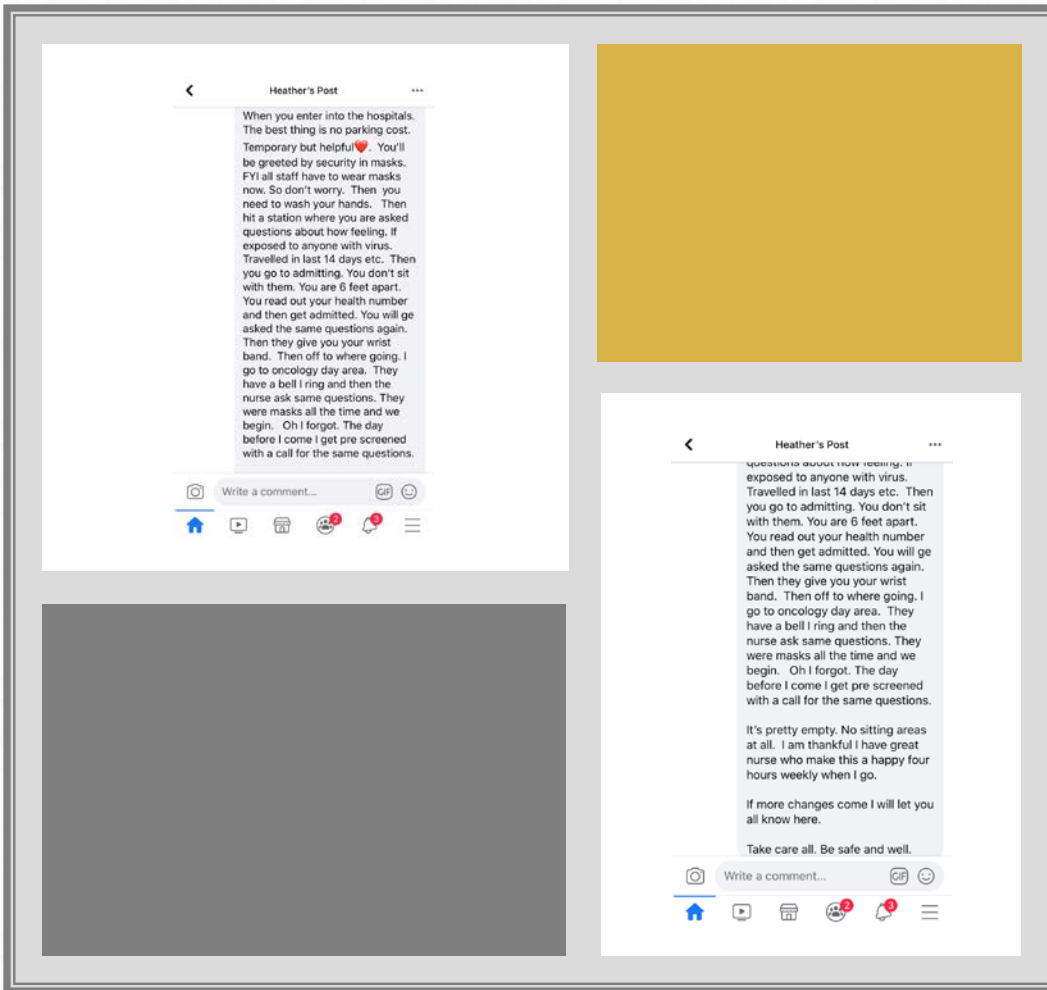 Heather's Post
When you enter into the hospitals.
The best thing is no parking cost.
Temporary but helpful❤️. You'll
be greeted by security in masks.
FYI all staff have to wear masks
now. So don't worry. Then you
need to wash your hands. Then
hit a station where you are asked
questions about how feeling. If
exposed to anyone with virus.
Travelled in last 14 days etc. Then
you go to admitting. You don't sit
with them. You are 6 feet apart.
You read out your health number
and then get admitted. You will ge
asked the same questions again.
Then they give you your wrist
band. Then off to where going. I
go to oncology day area. They
have a bell I ring and then the
nurse ask same questions. They
were masks all the time and we
begin. Oh I forgot. The day
before I come I get pre screened
with a call for the same questions.
Write a comment...
GIF
2
3
Heather's Post
questions about how feeling. If
exposed to anyone with virus.
Travelled in last 14 days etc. Then
you go to admitting. You don't sit
with them. You are 6 feet apart.
You read out your health number
and then get admitted. You will ge
asked the same questions again.
Then they give you your wrist
band. Then off to where going. I
go to oncology day area. They
have a bell I ring and then the
nurse ask same questions. They
were masks all the time and we
begin. Oh I forgot. The day
before I come I get pre screened
with a call for the same questions.
It's pretty empty. No sitting areas
at all. I am thankful I have great
nurse who make this a happy four
hours weekly when I go.
If more changes come I will let you
all know here.
Take care all. Be safe and well.
Write a comment...
GIF
2
3